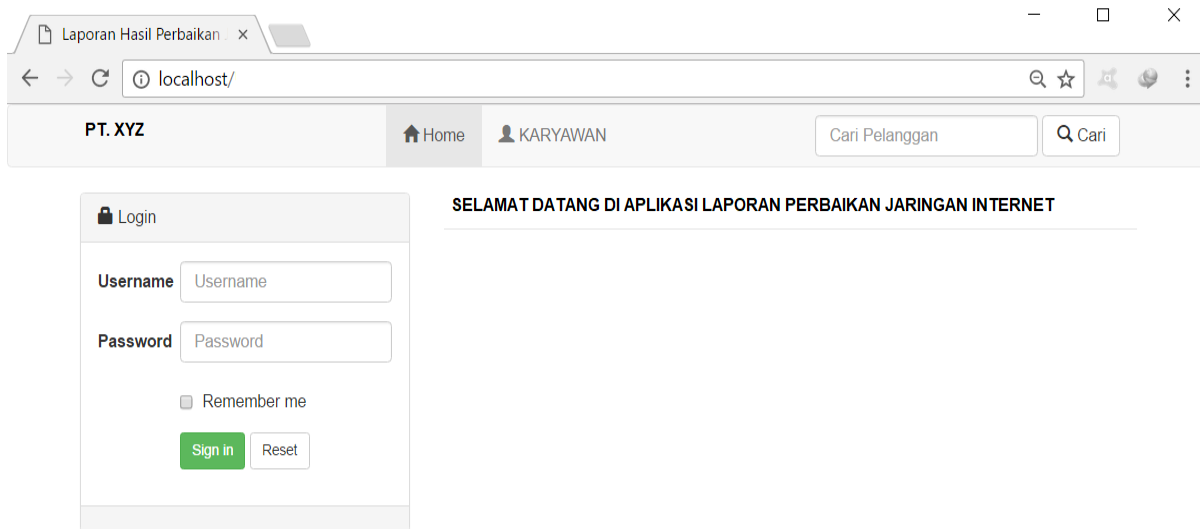 Laporan Hasil Perbaikan
localhost/
PT. XYZ
Home
KARYAWAN
Cari Pelanggan
Cari
Login
SELAMAT DATANG DI APLIKASI LAPORAN PERBAIKAN JARINGAN INTERNET
Username
Username
Password
Password
Remember me
Sign in
Reset